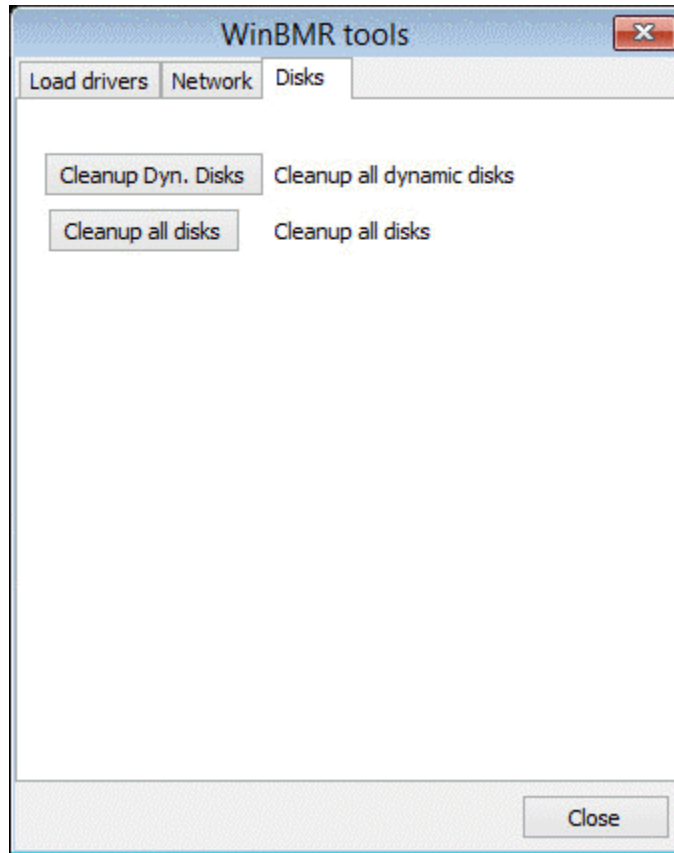 WinBMR tools
Load drivers Network Disks
Cleanup Dyn. Disks Cleanup all dynamic disks
Cleanup all disks Cleanup all disks
Close